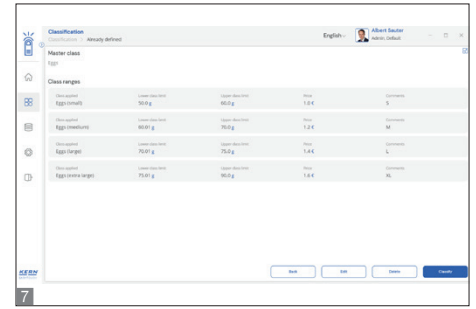 Classification
Classification > Already defined
English
Albert Sauter
Admin, Default
Master class
Eggs
Class ranges
Class applied Lower class limit Upper class limit Price Comments
Eggs (small) 50.0 g 60.0 g 1.0 € S
Class applied Lower class limit Upper class limit Price Comments
Eggs (medium) 60.01 g 70.0 g 1.2 € M
Class applied Lower class limit Upper class limit Price Comments
Eggs (large) 70.01 g 75.0 g 1.4 € L
Class applied Lower class limit Upper class limit Price Comments
Eggs (extra large) 75.01 g 90.0 g 1.6 € XL
Back Edit Delete Classify
KERN
7